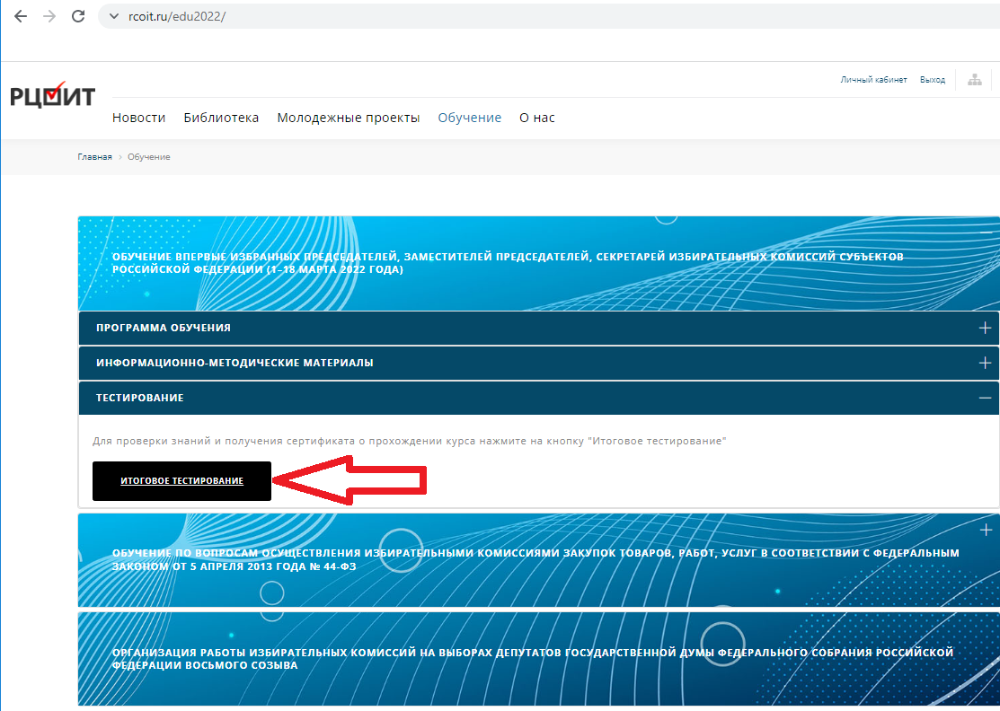 rcoit.ru/edu2022/
Личный кабинет Выход
РЦОИТ
Новости Библиотека Молодежные проекты Обучение О нас
Главная › Обучение
ОБУЧЕНИЕ ВПЕРВЫЕ ИЗБРАННЫХ ПРЕДСЕДАТЕЛЕЙ, ЗАМЕСТИТЕЛЕЙ ПРЕДСЕДАТЕЛЕЙ, СЕКРЕТАРЕЙ ИЗБИРАТЕЛЬНЫХ КОМИССИЙ СУБЪЕКТОВ
РОССИЙСКОЙ ФЕДЕРАЦИИ (1–18 МАРТА 2022 ГОДА)
ПРОГРАММА ОБУЧЕНИЯ
ИНФОРМАЦИОННО-МЕТОДИЧЕСКИЕ МАТЕРИАЛЫ
ТЕСТИРОВАНИЕ
Для проверки знаний и получения сертификата о прохождении курса нажмите на кнопку "Итоговое тестирование"
ИТОГОВОЕ ТЕСТИРОВАНИЕ
ОБУЧЕНИЕ ПО ВОПРОСАМ ОСУЩЕСТВЛЕНИЯ ИЗБИРАТЕЛЬНЫМИ КОМИССИЯМИ ЗАКУПОК ТОВАРОВ, РАБОТ, УСЛУГ В СООТВЕТСТВИИ С ФЕДЕРАЛЬНЫМ
ЗАКОНОМ ОТ 5 АПРЕЛЯ 2013 ГОДА № 44-ФЗ
ОРГАНИЗАЦИЯ РАБОТЫ ИЗБИРАТЕЛЬНЫХ КОМИССИЙ НА ВЫБОРАХ ДЕПУТАТОВ ГОСУДАРСТВЕННОЙ ДУМЫ ФЕДЕРАЛЬНОГО СОБРАНИЯ РОССИЙСКОЙ
ФЕДЕРАЦИИ ВОСЬМОГО СОЗЫВА